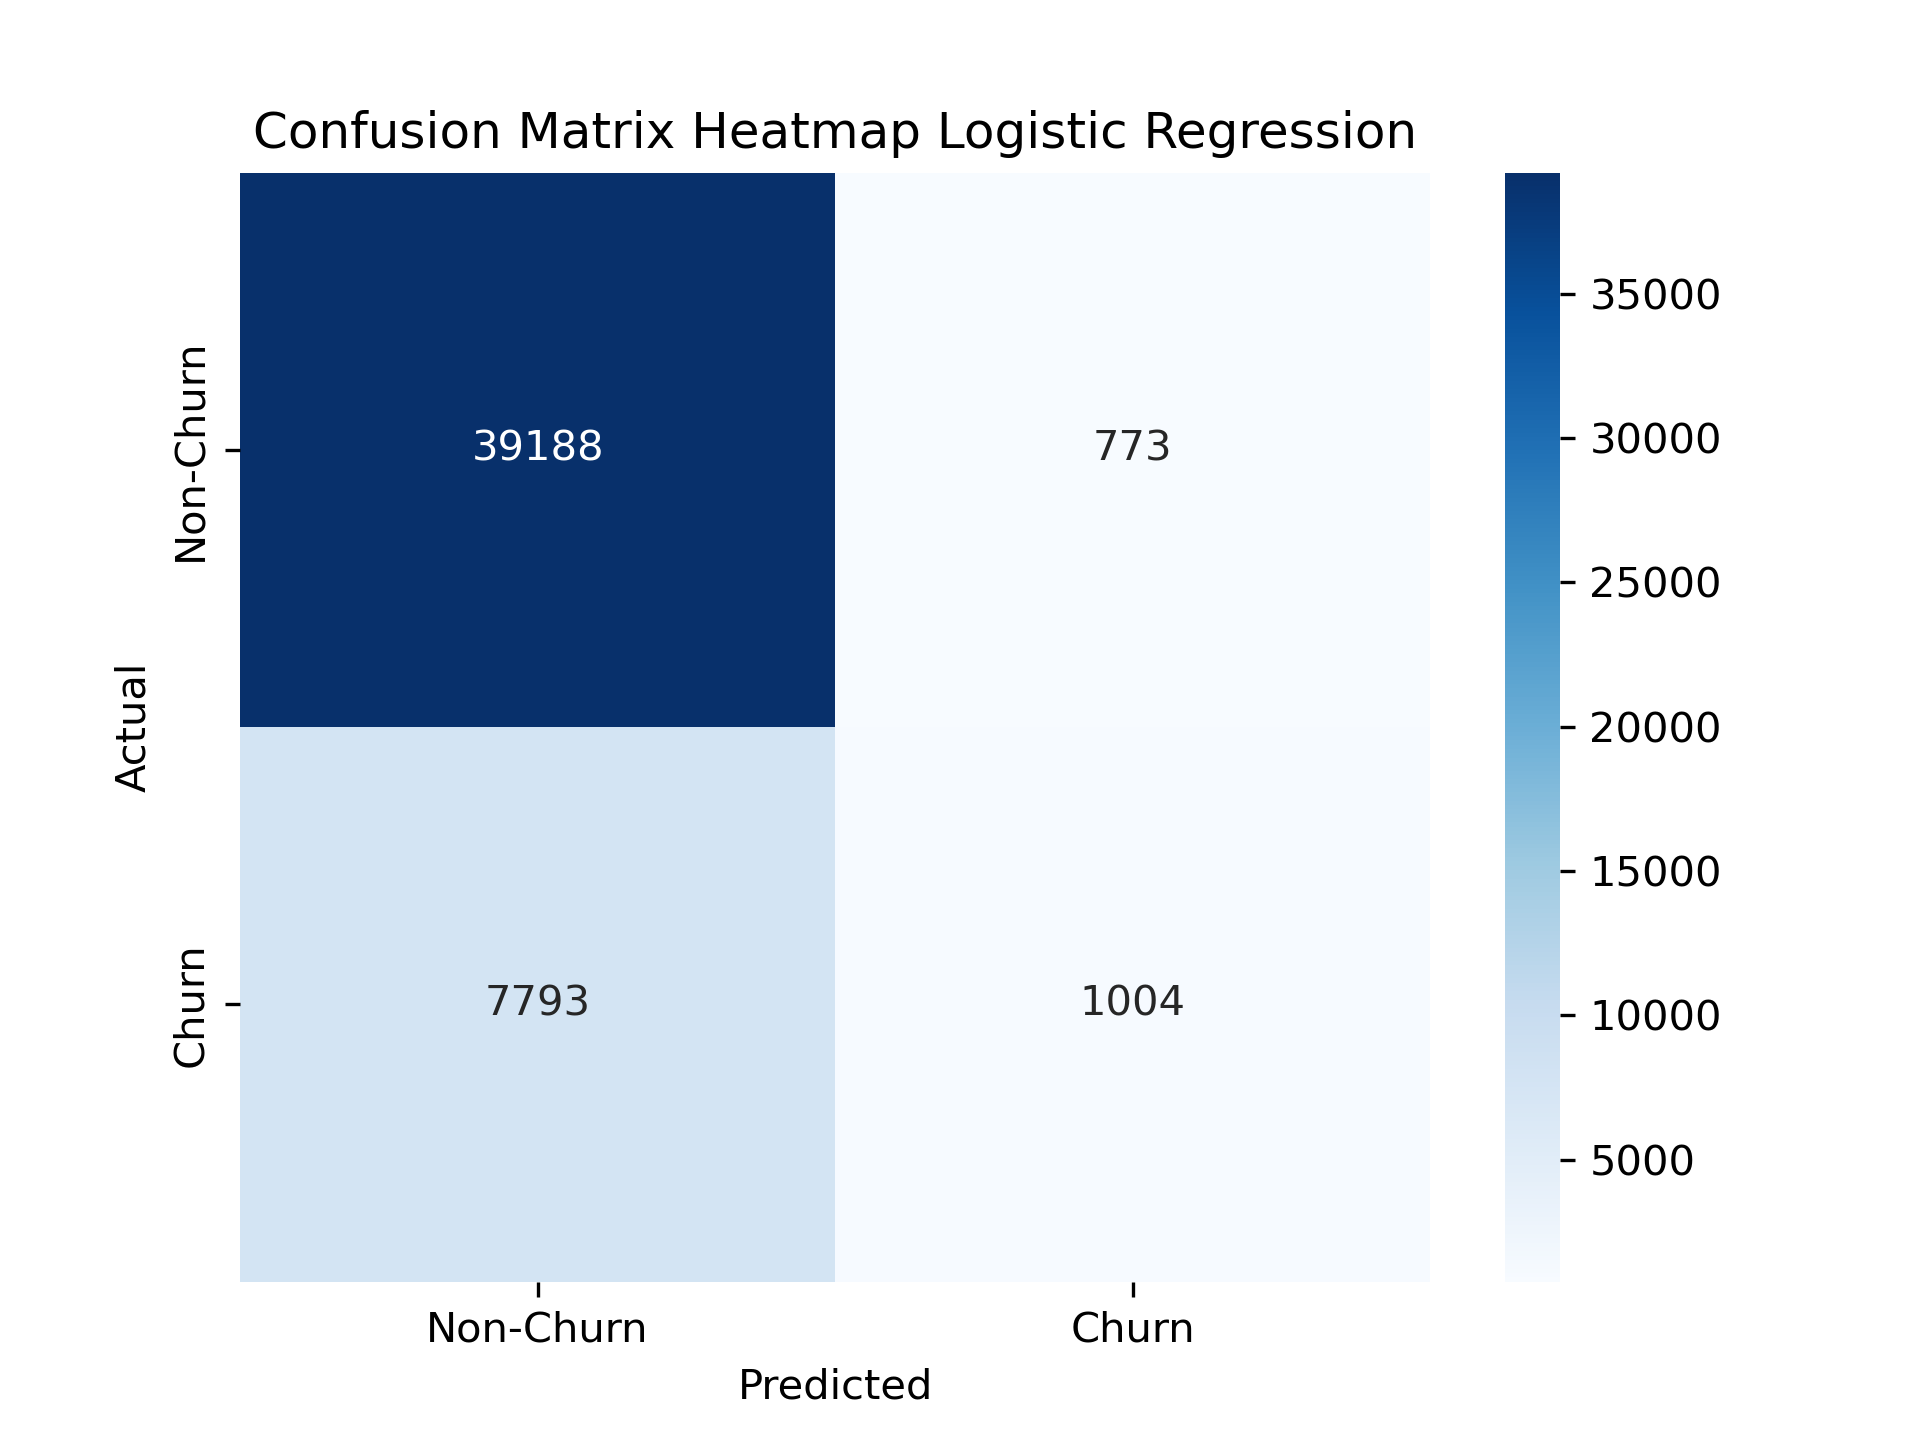 Confusion Matrix Heatmap Logistic Regression
Actual
Non-Churn
39188
773
Churn
7793
1004
Non-Churn
Churn
Predicted
35000
30000
25000
20000
15000
10000
5000